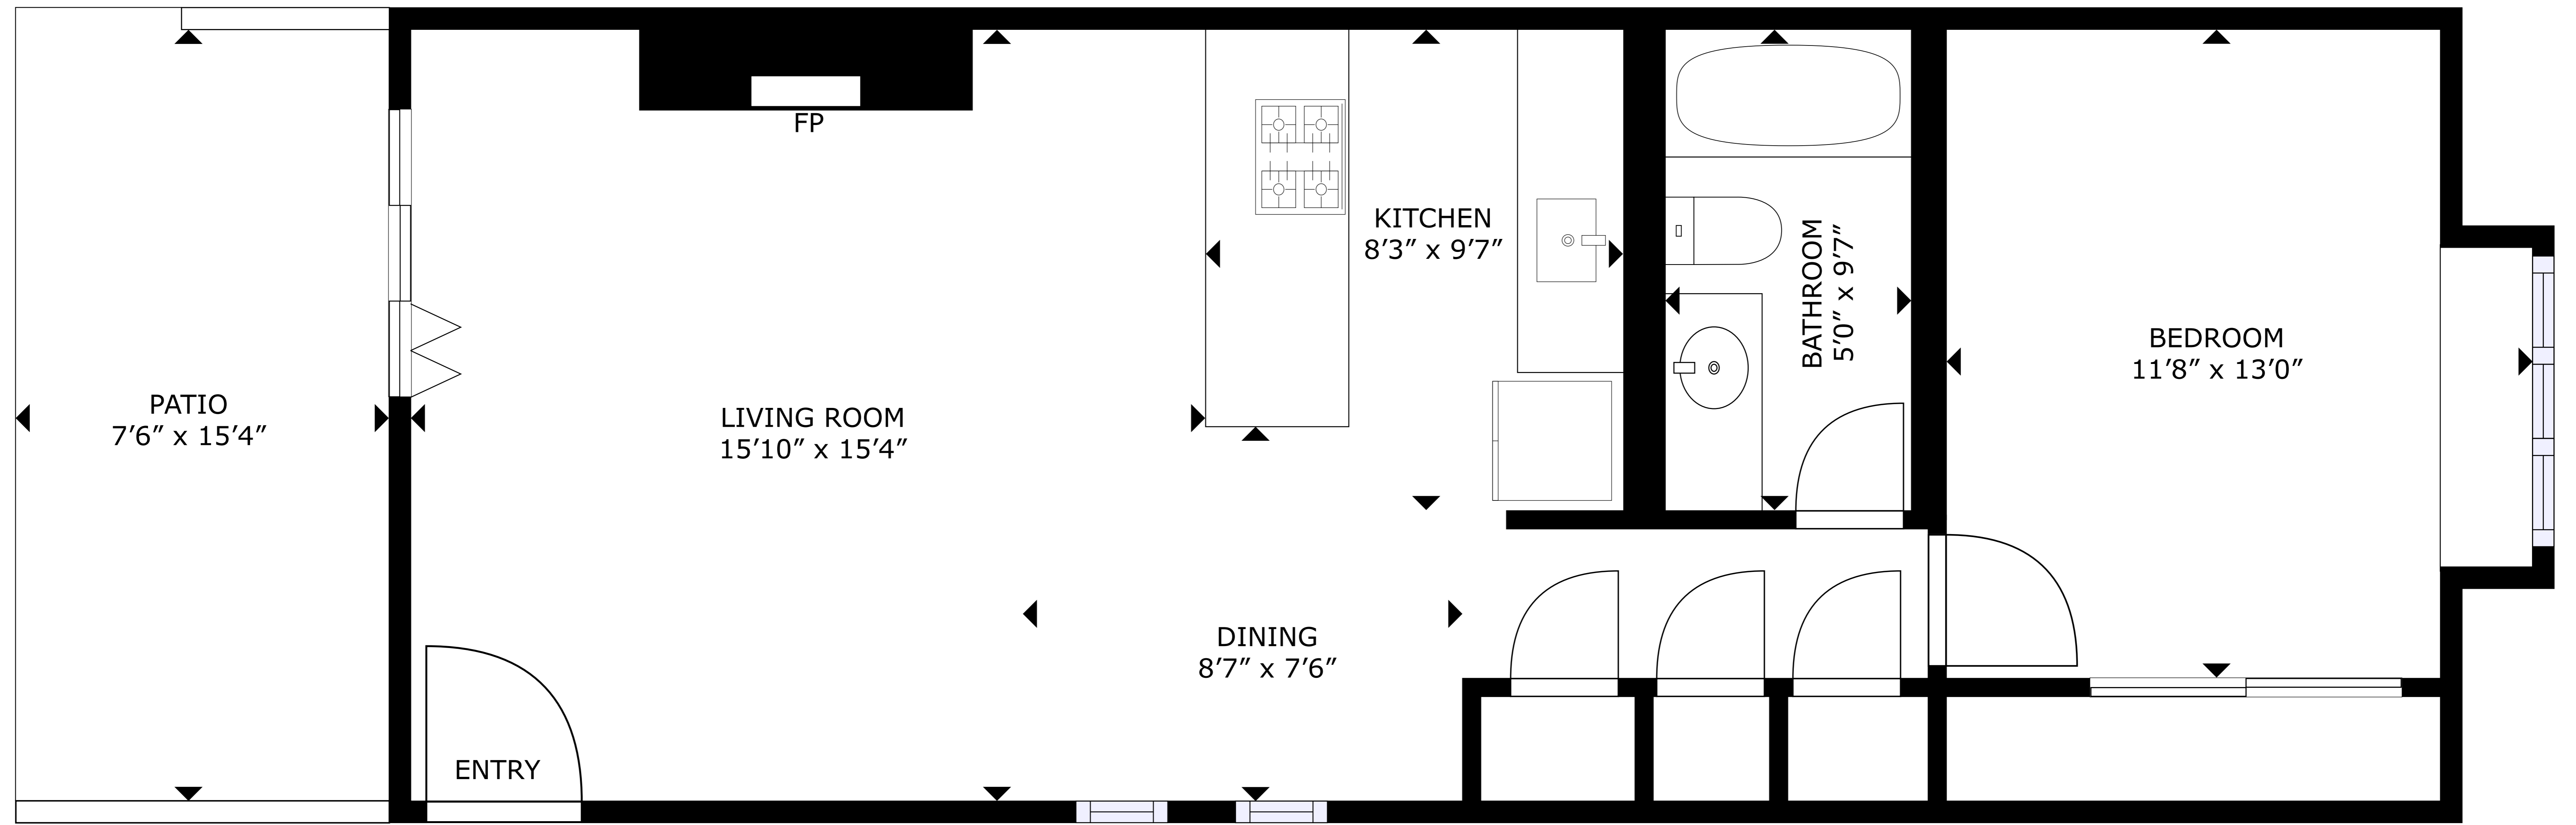 FP
KITCHEN
8'3" x 9'7"
BATHROOM
5'0" x 9'7"
BEDROOM
11'8" x 13'0"
PATIO
7'6" x 15'4"
LIVING ROOM
15'10" x 15'4"
DINING
8'7" x 7'6"
ENTRY